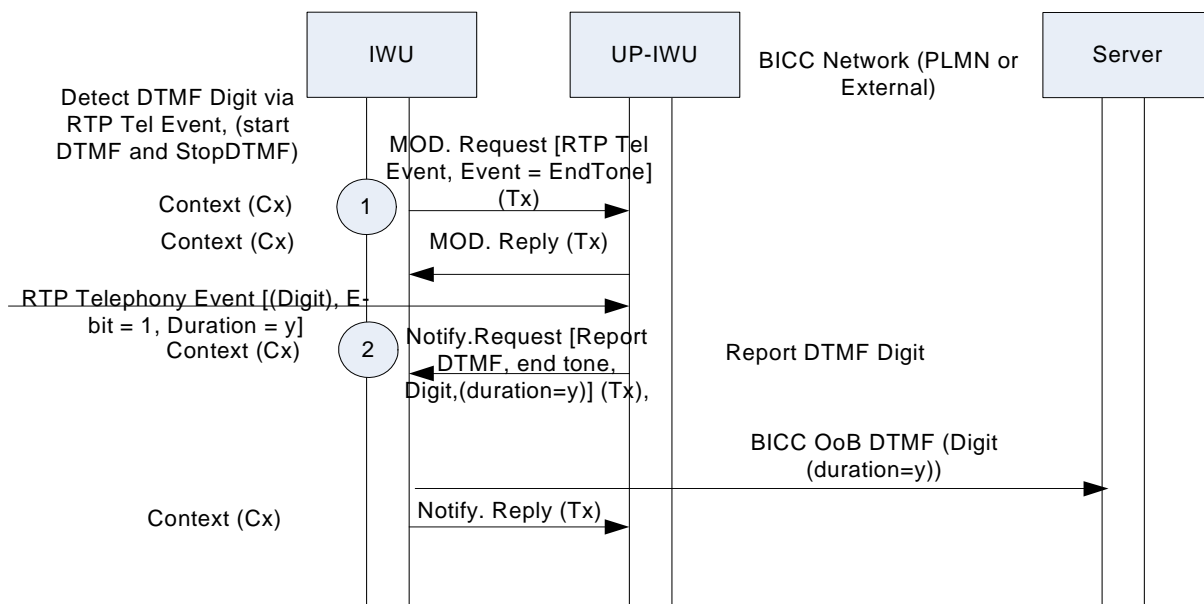 IWU
UP-IWU
BICC Network (PLMN or
External)
Server
Detect DTMF Digit via
RTP Tel Event, (start
DTMF and StopDTMF)
MOD. Request [RTP Tel
Event, Event = EndTone]
(Tx)
Context (Cx)
1
Context (Cx)
MOD. Reply (Tx)
RTP Telephony Event [(Digit), E-
bit = 1, Duration = y]
Context (Cx)
2
Notify.Request [Report
DTMF, end tone,
Digit,(duration=y)] (Tx),
Report DTMF Digit
BICC OoB DTMF (Digit
(duration=y))
Context (Cx)
Notify. Reply (Tx)